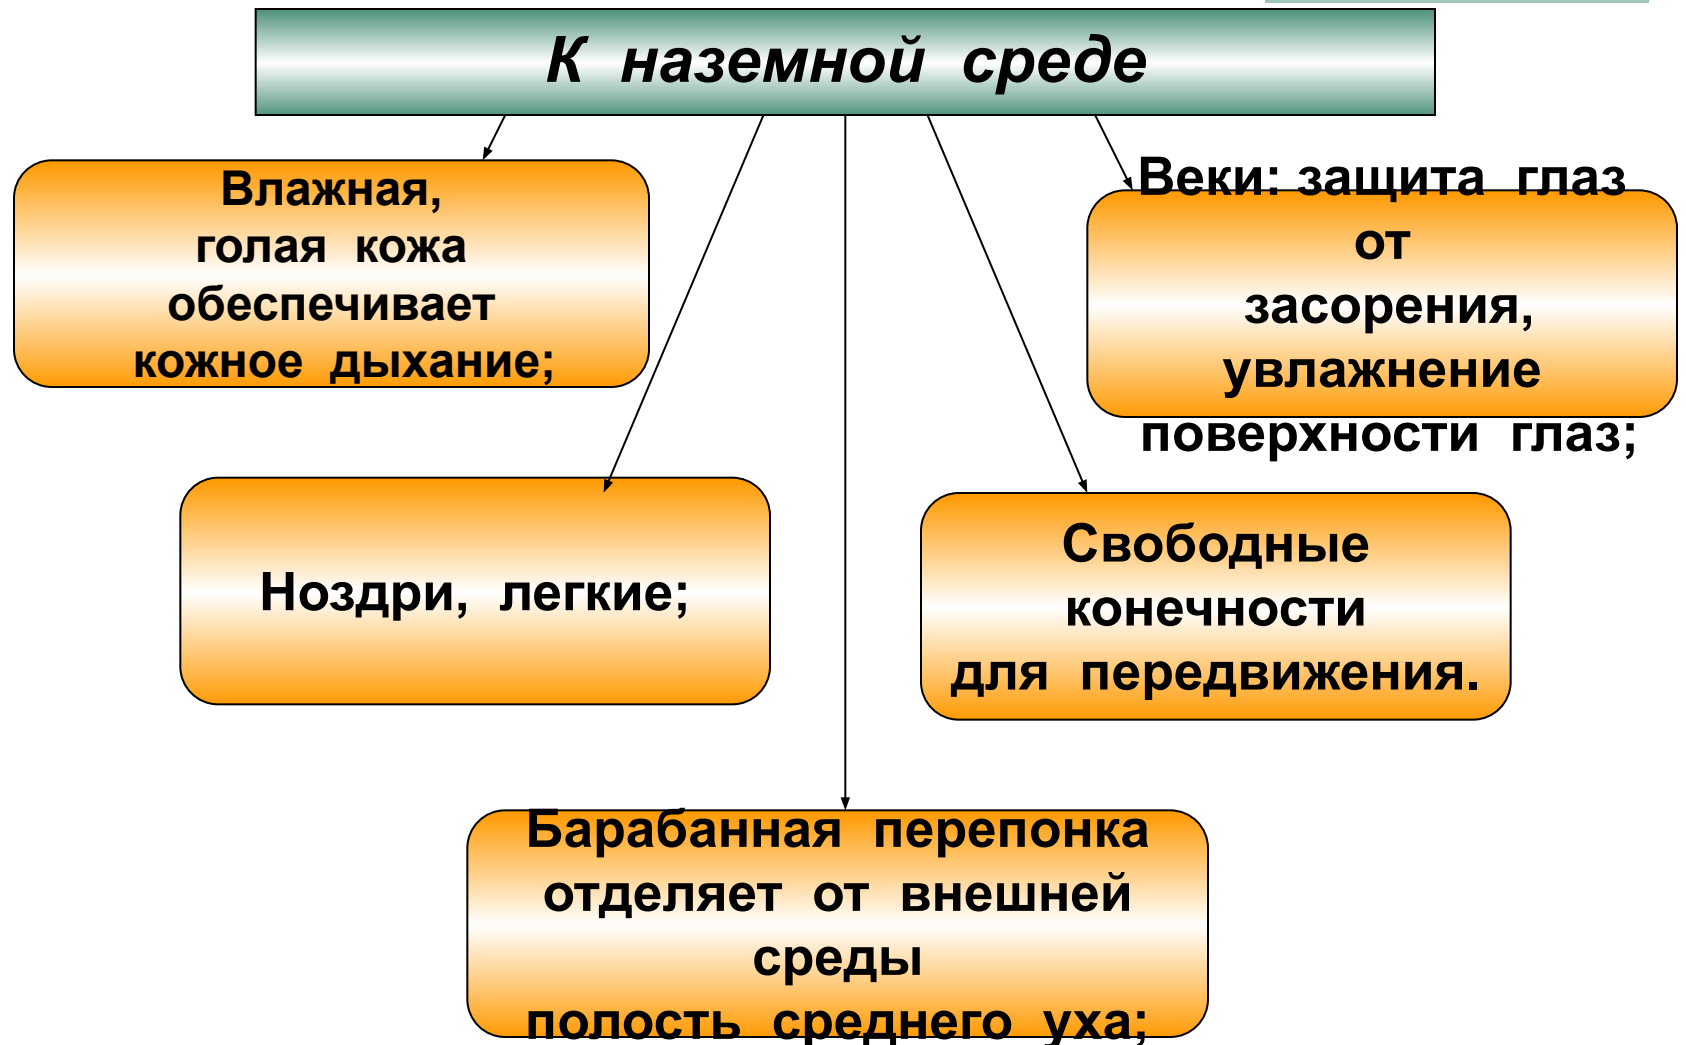 К наземной среде
Влажная,
голая кожа
обеспечивает
кожное дыхание;
Веки: защита глаз
от
засорения,
увлажнение
поверхности глаз;
Ноздри, легкие;
Свободные
конечности
для передвижения.
Барабанная перепонка
отделяет от внешней
среды
полость среднего уха;